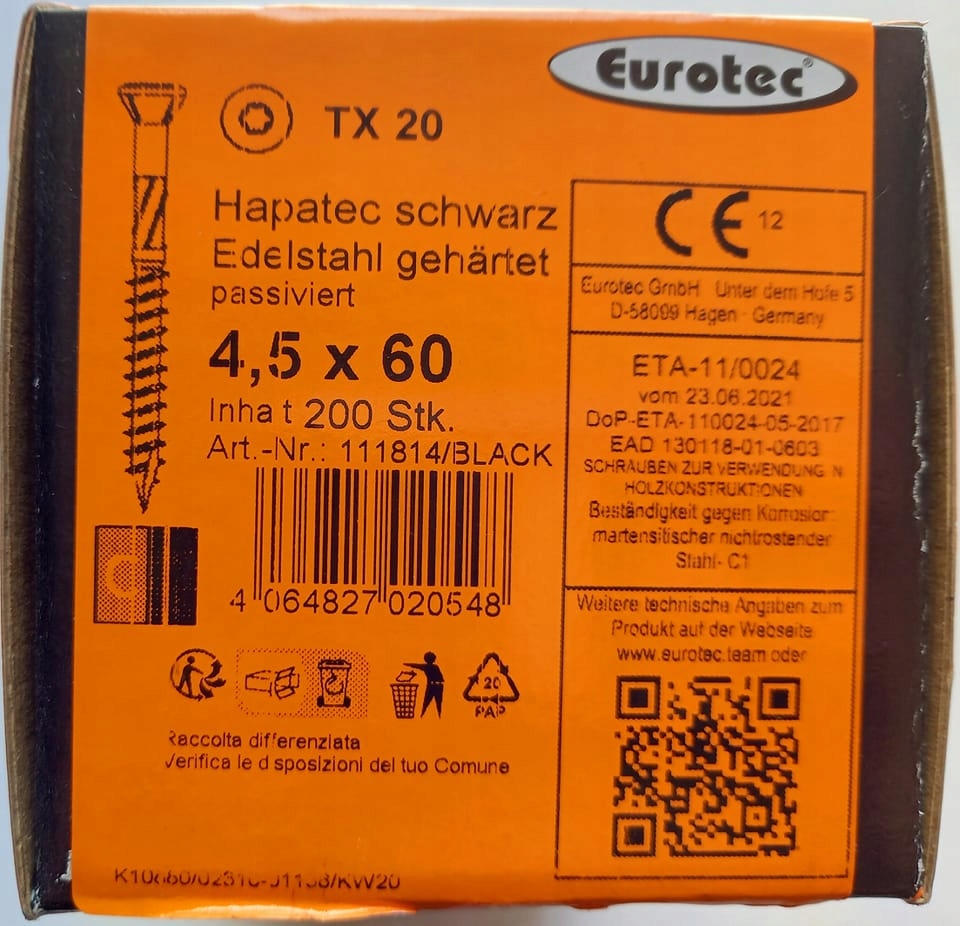 Eurotec®
TX 20
Hapatec schwarz
Edelstahl gehärtet
passiviert
4,5 x 60
Inhalt 200 Stk.
Art.-Nr.: 111814/BLACK
4 064827 020548
CE 12
Eurotec GmbH · Unter dem Hofe 5
D-58099 Hagen · Germany
ETA-11/0024
vom 23.06.2021
DoP-ETA-110024-05-2017
EAD 130118-01-0603
SCHRAUBEN ZUR VERWENDUNG IN
HOLZKONSTRUKTIONEN
Beständigkeit gegen Korrosion:
martensitischer nichtrostender
Stahl- C1
Weitere technische Angaben zum
Produkt auf der Webseite
www.eurotec.team oder
20
PAP
Raccolta differenziata
Verifica le disposizioni del tuo Comune